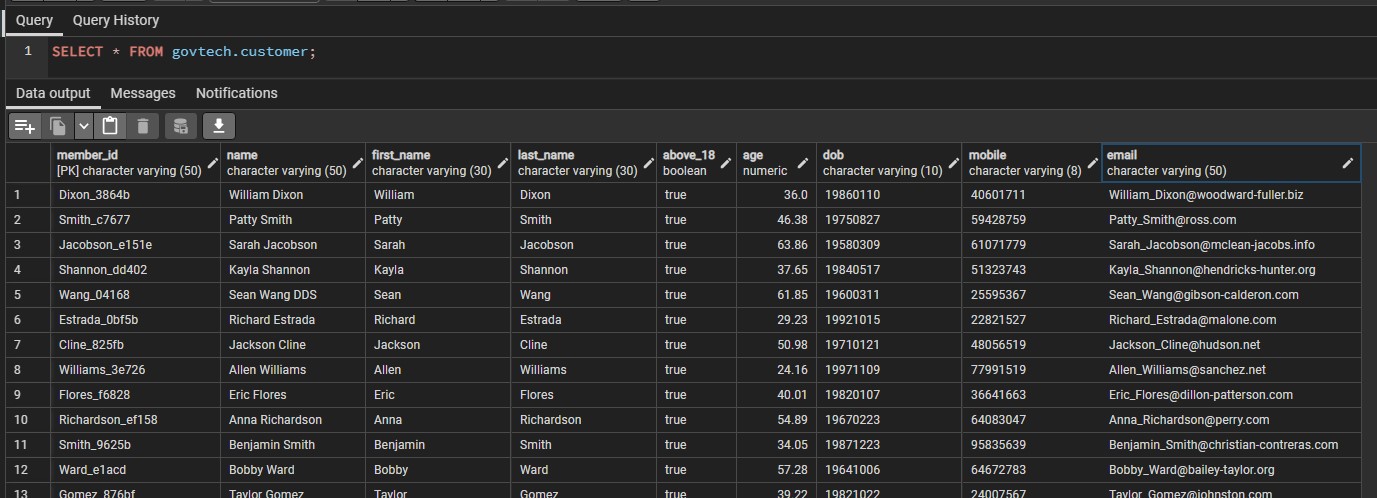 Query Query History
1 SELECT * FROM govtech.customer;
Data output Messages Notifications
member_id name first_name last_name above_18 age dob mobile email
[PK] character varying (50) character varying (50) character varying (30) character varying (30) boolean numeric character varying (10) character varying (8) character varying (50)
1 Dixon_3864b William Dixon William Dixon true 36.0 19860110 40601711 William_Dixon@woodward-fuller.biz
2 Smith_c7677 Patty Smith Patty Smith true 46.38 19750827 59428759 Patty_Smith@ross.com
3 Jacobson_e151e Sarah Jacobson Sarah Jacobson true 63.86 19580309 61071779 Sarah_Jacobson@mclean-jacobs.info
4 Shannon_dd402 Kayla Shannon Kayla Shannon true 37.65 19840517 51323743 Kayla_Shannon@hendricks-hunter.org
5 Wang_04168 Sean Wang DDS Sean Wang true 61.85 19600311 25595367 Sean_Wang@gibson-calderon.com
6 Estrada_0bf5b Richard Estrada Richard Estrada true 29.23 19921015 22821527 Richard_Estrada@malone.com
7 Cline_825fb Jackson Cline Jackson Cline true 50.98 19710121 48056519 Jackson_Cline@hudson.net
8 Williams_3e726 Allen Williams Allen Williams true 24.16 19971109 77991519 Allen_Williams@sanchez.net
9 Flores_f6828 Eric Flores Eric Flores true 40.01 19820107 36641663 Eric_Flores@dillon-patterson.com
10 Richardson_ef158 Anna Richardson Anna Richardson true 54.89 19670223 64083047 Anna_Richardson@perry.com
11 Smith_9625b Benjamin Smith Benjamin Smith true 34.05 19871223 95835639 Benjamin_Smith@christian-contreras.com
12 Ward_e1acd Bobby Ward Bobby Ward true 57.28 19641006 64672783 Bobby_Ward@bailey-taylor.org
13 Gomez_876bf Taylor Gomez Taylor Gomez true 39.22 19821022 24007567 Taylor_Gomez@johnston.com